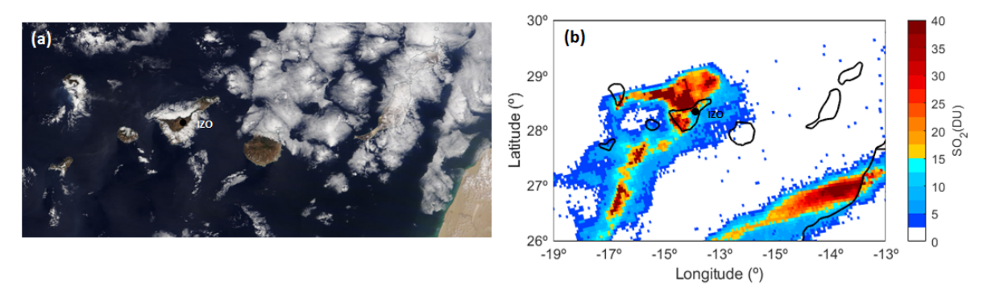 (a)
IZO
(b)
IZO
30º
29º
28º
27º
26º
Latitude (º)
-19º -17º -15º -13º -15º -14º -13º
Longitude (º)
40
35
30
25
20
15
10
5
0
SO2(DU)